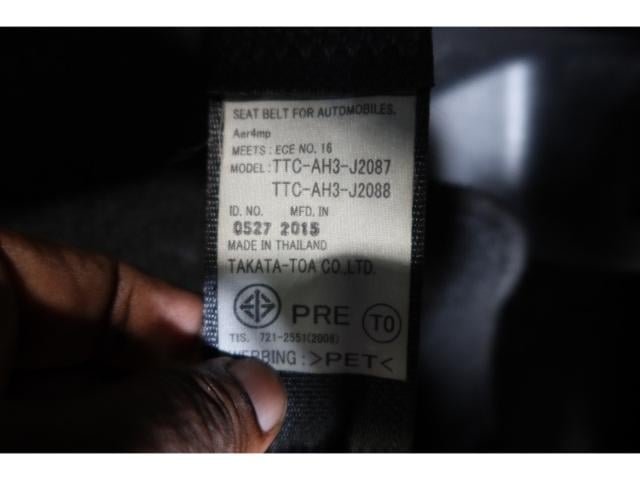 SEAT BELT FOR AUTOMOBILES.
Aer4mp
MEETS : ECE NO. 16
MODEL : TTC-AH3-J2087
TTC-AH3-J2088
ID. NO. MFD. IN
0527 2015
MADE IN THAILAND
TAKATA-TOA CO.,LTD.
PRE TO
TIS. 721-2551(2008)
WEBBING : >PET<